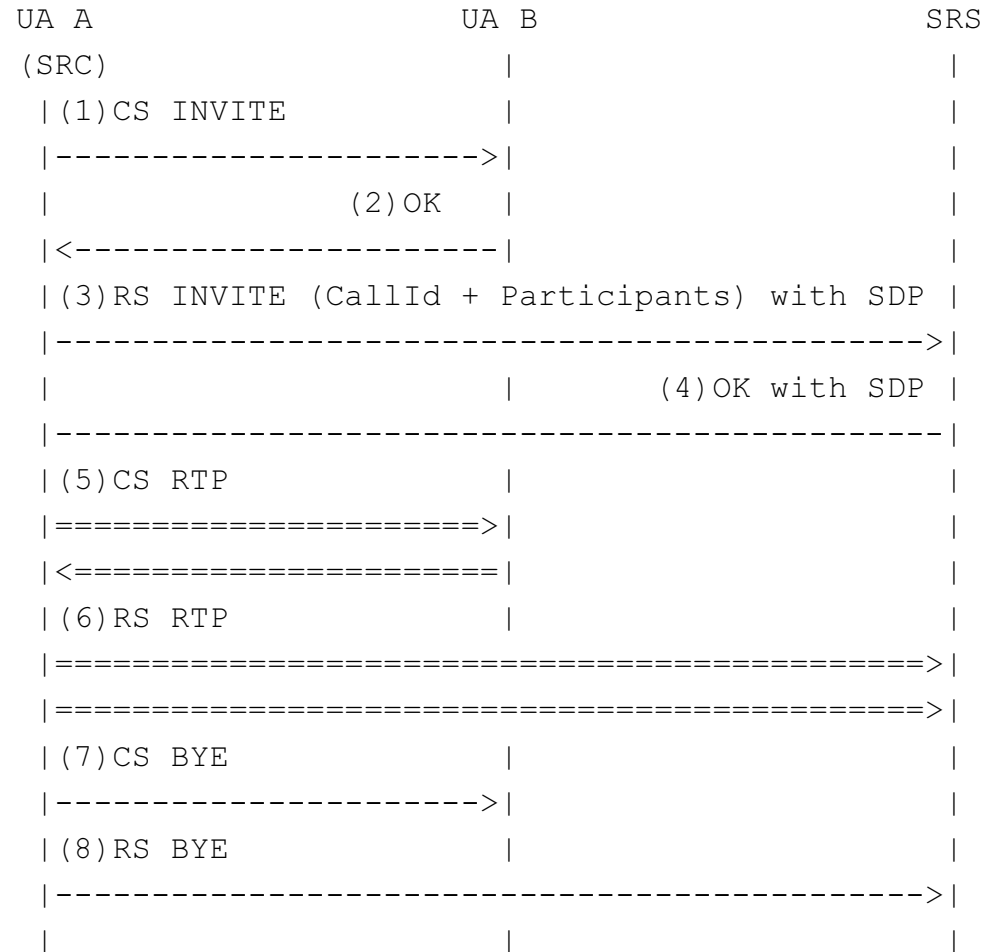 UA A UA B SRS
(SRC) | |
|(1)CS INVITE | |
|---------------------->| |
| (2)OK | |
|<----------------------| |
|(3)RS INVITE (CallId + Participants) with SDP |
|--------------------------------------------->|
| | (4)OK with SDP |
|----------------------------------------------|
|(5)CS RTP | |
|======================>| |
|<======================| |
|(6)RS RTP | |
|=============================================>|
|=============================================>|
|(7)CS BYE | |
|---------------------->| |
|(8)RS BYE | |
|--------------------------------------------->|
| | |